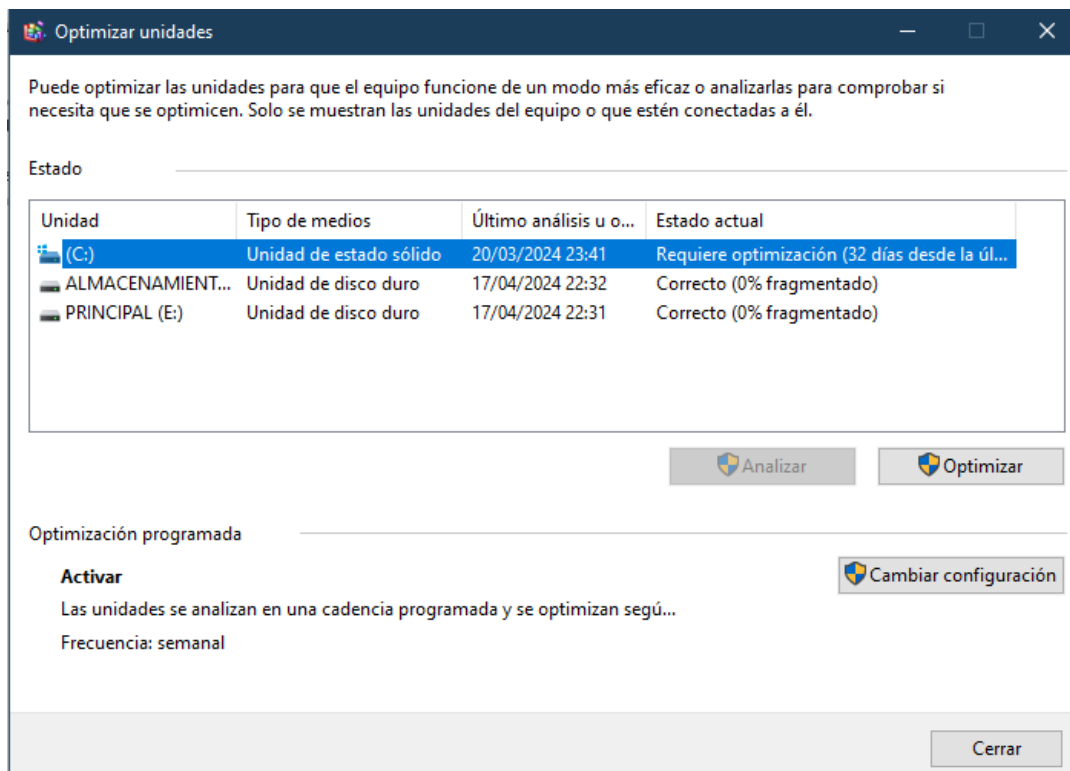 Optimizar unidades
Puede optimizar las unidades para que el equipo funcione de un modo más eficaz o analizarlas para comprobar si
necesita que se optimicen. Solo se muestran las unidades del equipo o que estén conectadas a él.
Estado
Unidad Tipo de medios Último análisis u o... Estado actual
(C:) Unidad de estado sólido 20/03/2024 23:41 Requiere optimización (32 días desde la úl...
ALMACENAMIENT... Unidad de disco duro 17/04/2024 22:32 Correcto (0% fragmentado)
PRINCIPAL (E:) Unidad de disco duro 17/04/2024 22:31 Correcto (0% fragmentado)
Analizar Optimizar
Optimización programada
Activar Cambiar configuración
Las unidades se analizan en una cadencia programada y se optimizan segú...
Frecuencia: semanal
Cerrar